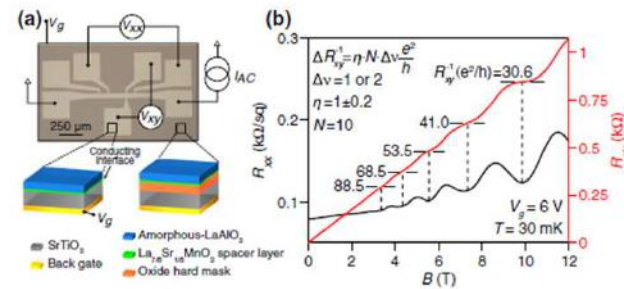 (a)
V_g
V_xx
I_AC
V_xy
250 μm
Conducting
Interface
V_g
SrTiO₃
Back gate
Amorphous-LaAlO₃
La₇/₈Sr₁/₈MnO₃ spacer layer
Oxide hard mask
(b)
0.3
0.2
0.1
R_xx (kΩ/sq)
ΔR_xy⁻¹=η·N·Δν e²/h
Δν=1 or 2
η=1±0.2
N=10
R_xy⁻¹(e²/h)=30.6
41.0
53.5
68.5
88.5
V_g = 6 V
T = 30 mK
0 2 4 6 8 10 12
B (T)
1
0.75
0.5
0.25
0
(kΩ)